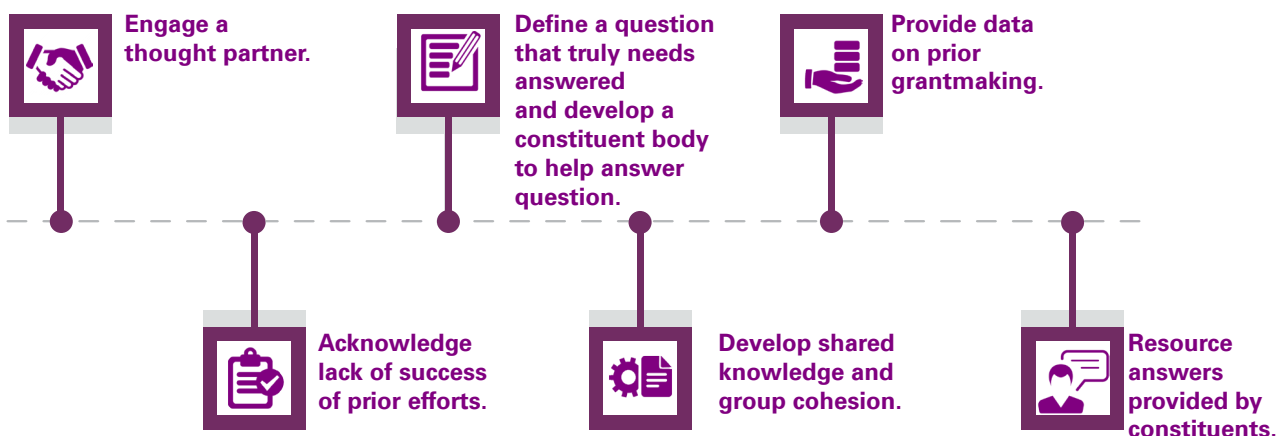 Engage a
thought partner.
Acknowledge
lack of success
of prior efforts.
Define a question
that truly needs
answered
and develop a
constituent body
to help answer
question.
Develop shared
knowledge and
group cohesion.
Provide data
on prior
grantmaking.
Resource
answers
provided by
constituents.